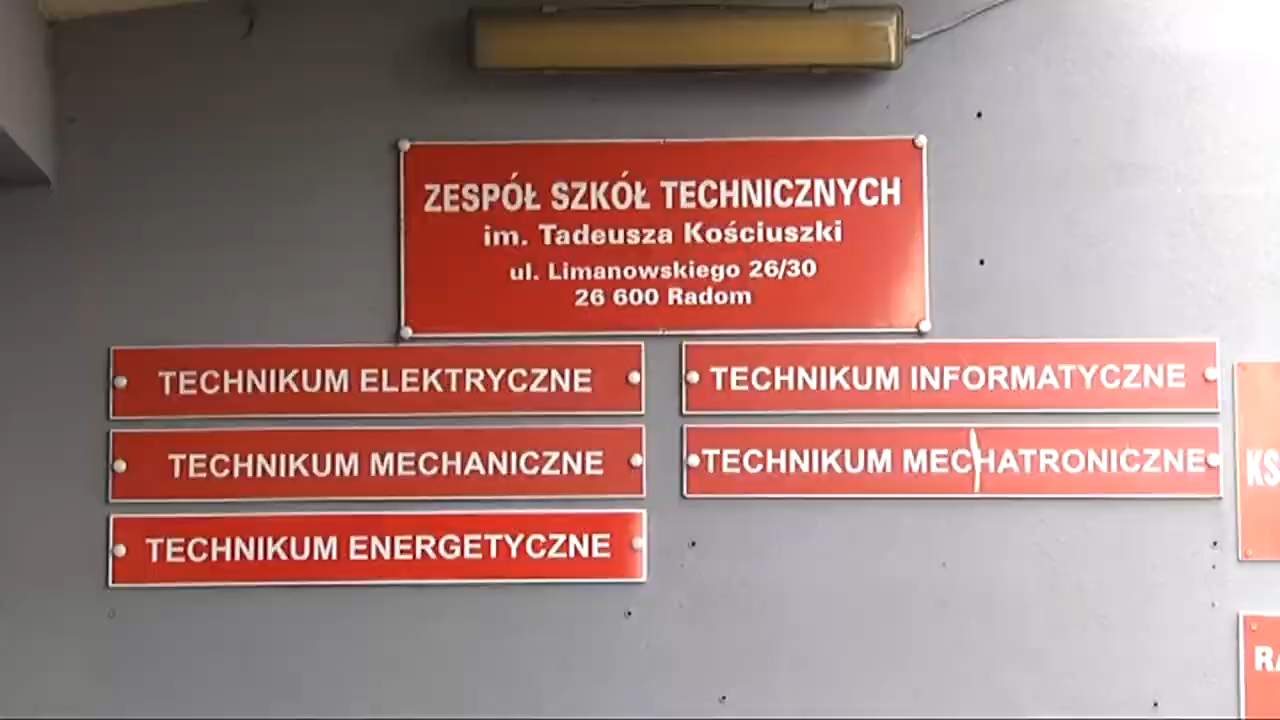 ZESPÓŁ SZKÓŁ TECHNICZNYCH
im. Tadeusza Kościuszki
ul. Limanowskiego 26/30
26 600 Radom
TECHNIKUM ELEKTRYCZNE
TECHNIKUM MECHANICZNE
TECHNIKUM ENERGETYCZNE
TECHNIKUM INFORMATYCZNE
TECHNIKUM MECHATRONICZNE